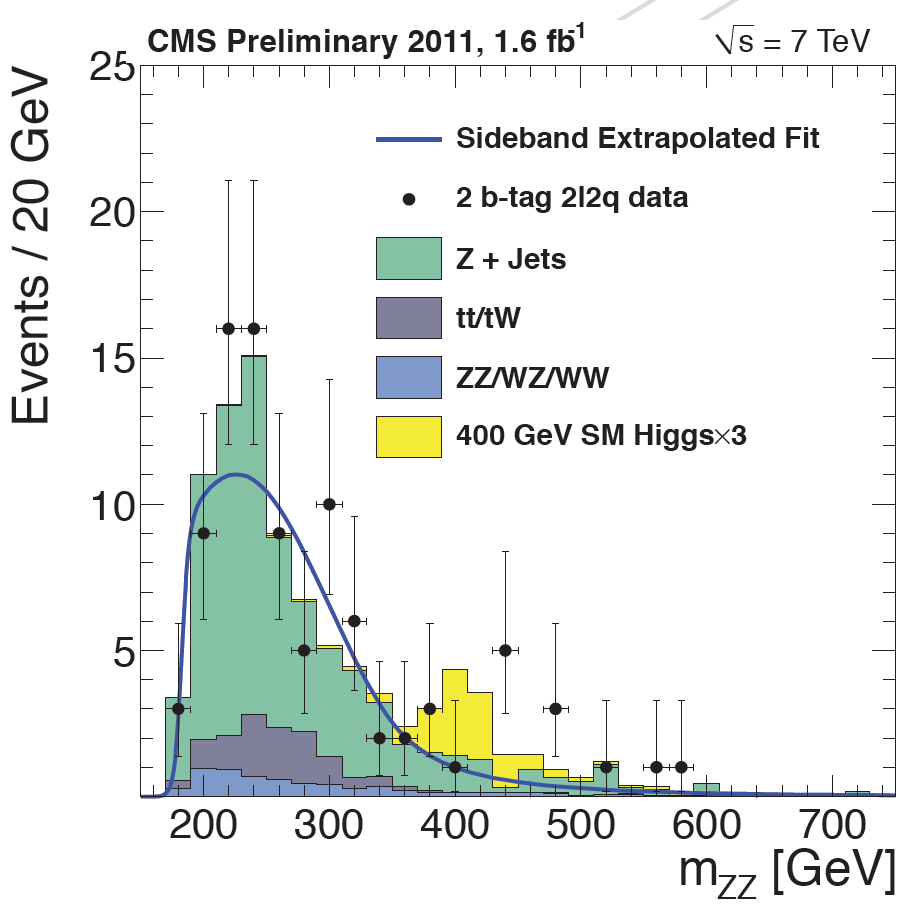 CMS Preliminary 2011, 1.6 fb⁻¹ √s = 7 TeV
Events / 20 GeV
25
20
15
10
5
Sideband Extrapolated Fit
2 b-tag 2l2q data
Z + Jets
tt/tW
ZZ/WZ/WW
400 GeV SM Higgs×3
200 300 400 500 600 700
m_ZZ [GeV]